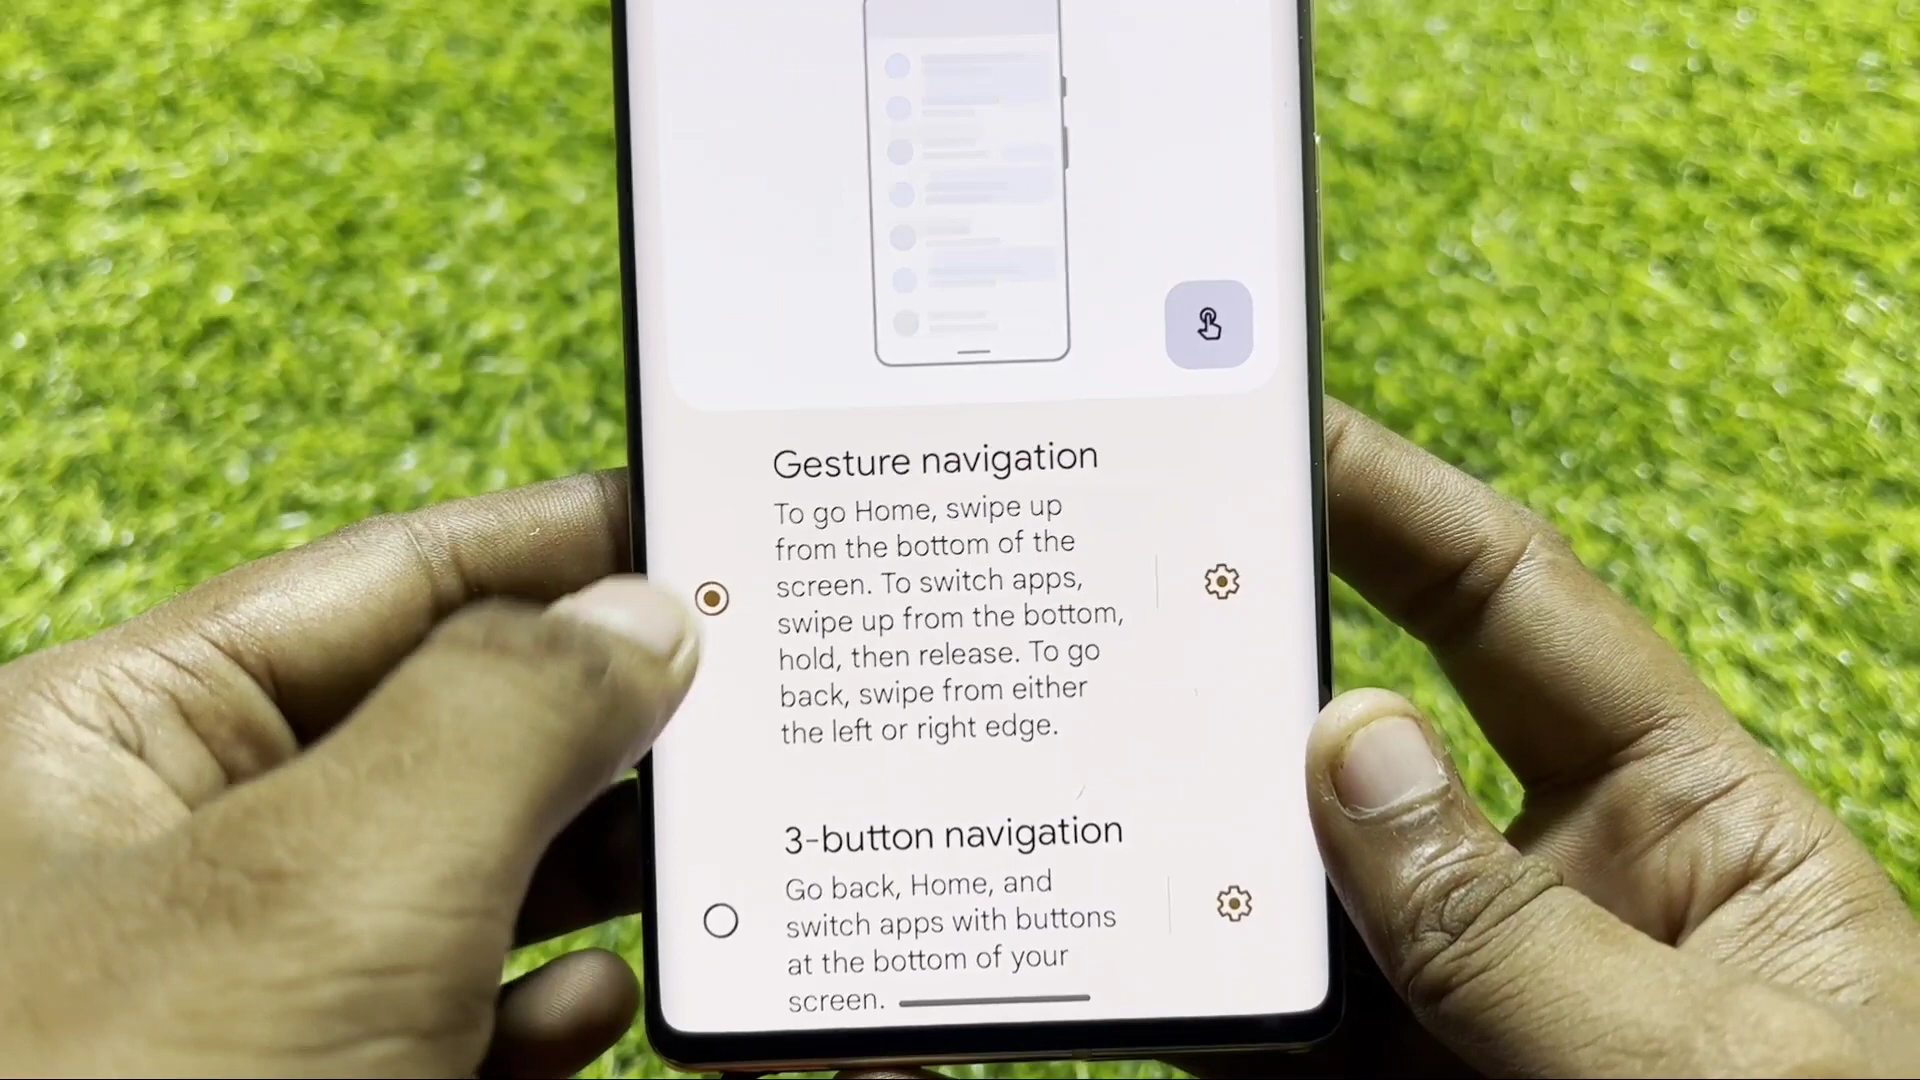 Gesture navigation
To go Home, swipe up
from the bottom of the
screen. To switch apps,
swipe up from the bottom,
hold, then release. To go
back, swipe from either
the left or right edge.
3-button navigation
Go back, Home, and
switch apps with buttons
at the bottom of your
screen.